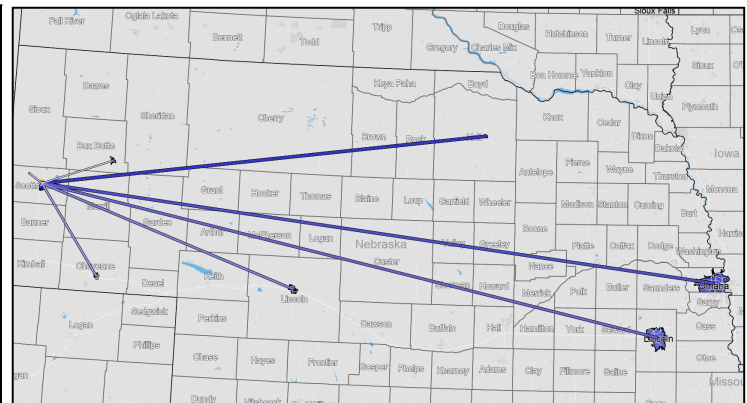 Sioux Falls
Fall River
Oglala Lakota
Bennett
Todd
Tripp
Gregory
Charles Mix
Douglas
Hutchinson
Turner
Lincoln
Lyon
Bon Homme
Yankton
Clay
Union
Sioux
Plymouth
Sioux
Dawes
Sheridan
Cherry
Keya Paha
Boyd
Brown
Rock
Knox
Cedar
Dixon
Dakota
Iowa
Box Butte
Antelope
Pierce
Wayne
Thurston
Monona
Grant
Hooker
Thomas
Blaine
Loup
Garfield
Wheeler
Madison
Stanton
Cuming
Burt
Banner
Morrill
Garden
Arthur
McPherson
Logan
Nebraska
Custer
Valley
Greeley
Boone
Platte
Colfax
Dodge
Washington
Harris
Kimball
Cheyenne
Deuel
Keith
Lincoln
Sherman
Howard
Nance
Merrick
Polk
Butler
Saunders
Omaha
Sarpy
Logan
Sedgwick
Perkins
Dawson
Buffalo
Hall
Hamilton
York
Seward
Lincoln
Cass
Phillips
Chase
Hayes
Frontier
Gosper
Phelps
Kearney
Adams
Clay
Fillmore
Saline
Otoe
Missou
Dundy
Hitchcock